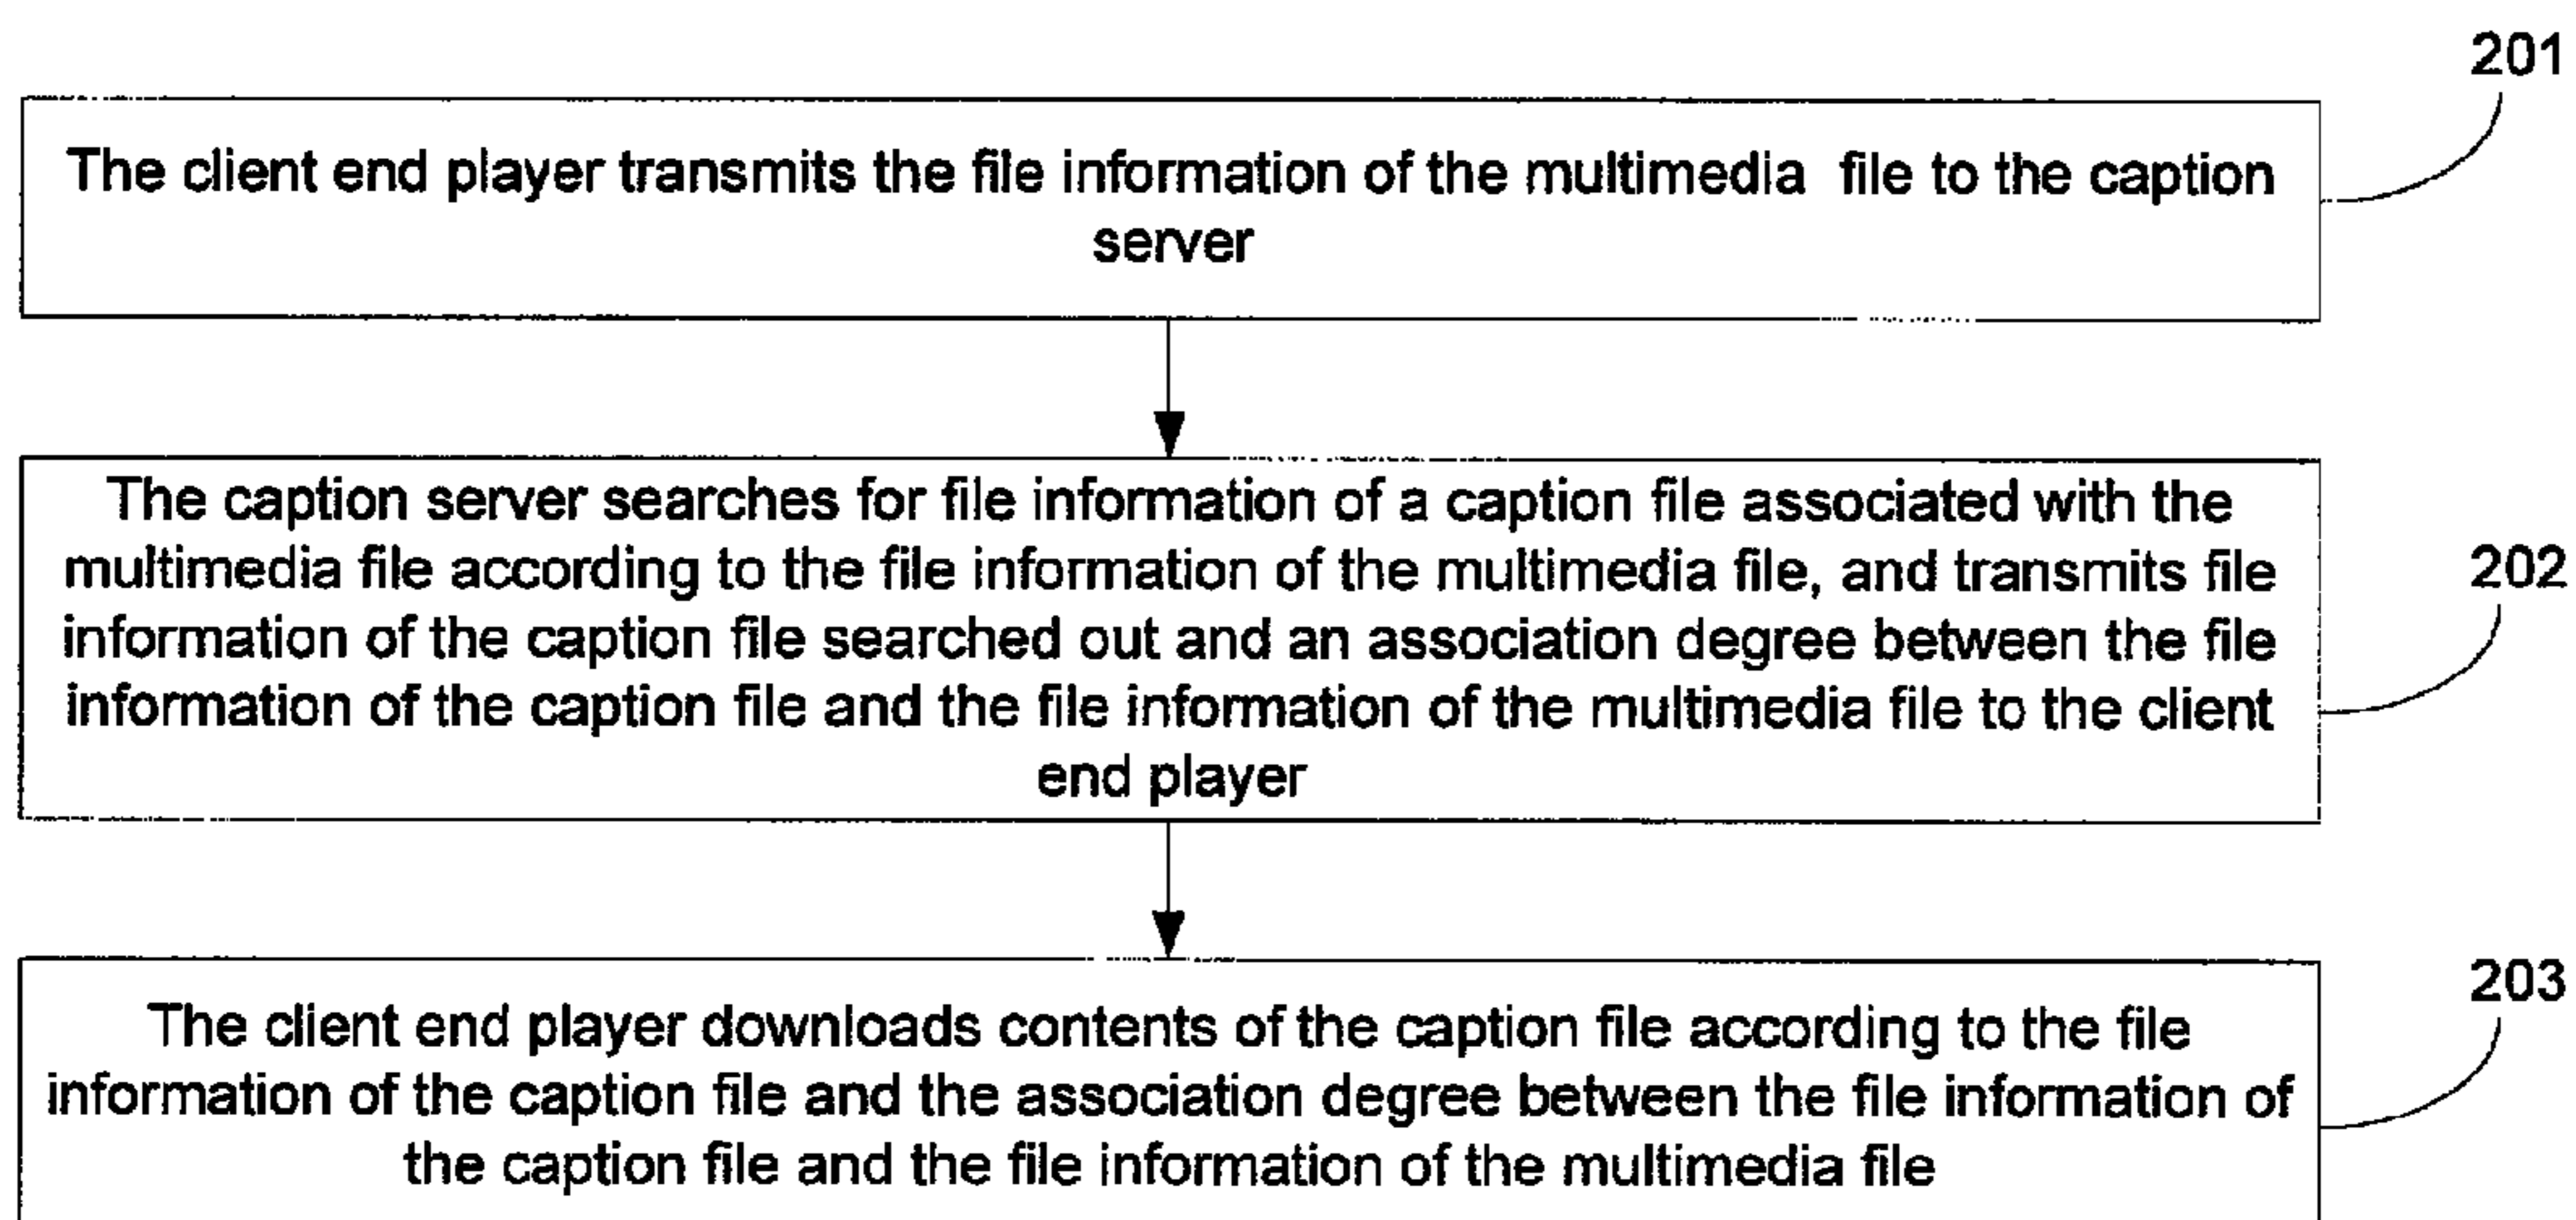 201
The client end player transmits the file information of the multimedia file to the caption
server
The caption server searches for file information of a caption file associated with the
multimedia file according to the file information of the multimedia file, and transmits file
information of the caption file searched out and an association degree between the file
information of the caption file and the file information of the multimedia file to the client
end player
202
The client end player downloads contents of the caption file according to the file
information of the caption file and the association degree between the file information of
the caption file and the file information of the multimedia file
203